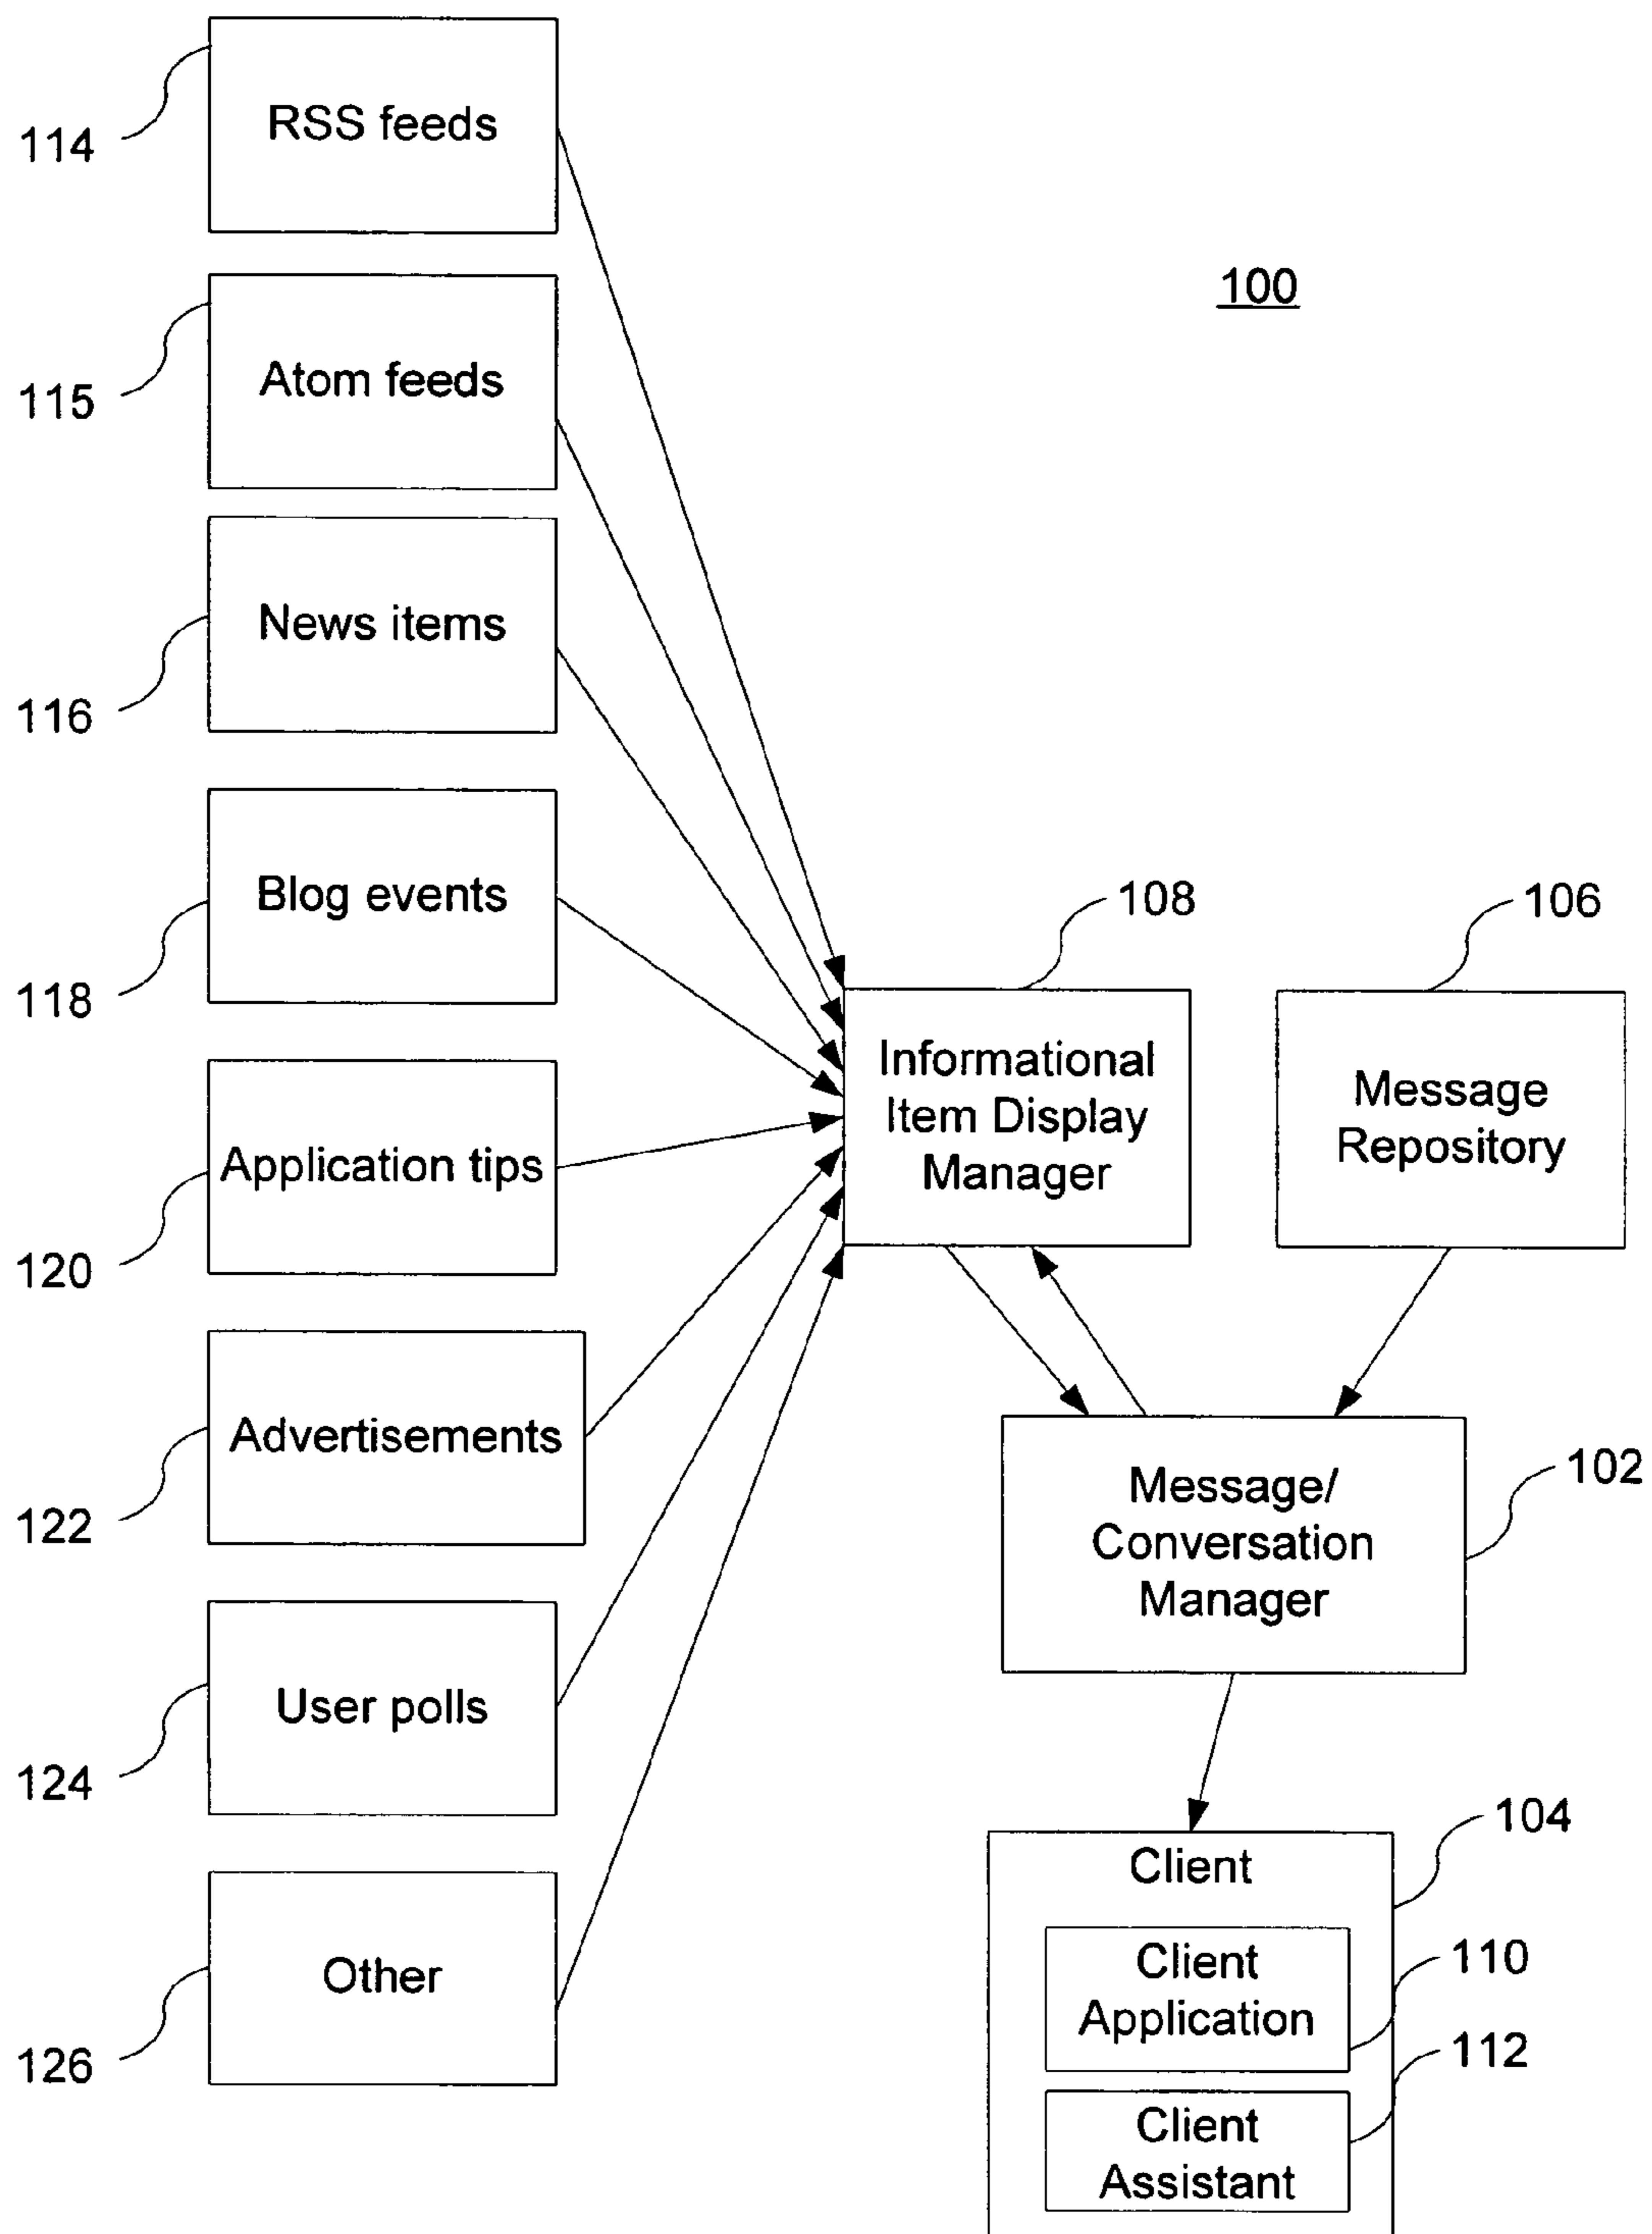 RSS feeds
114
100
Atom feeds
115
News items
116
Blog events
118
108
106
Informational
Item Display
Manager
Message
Repository
Application tips
120
Advertisements
122
Message/
Conversation
Manager
102
User polls
124
104
Client
Other
126
Client
Application
110
112
Client
Assistant